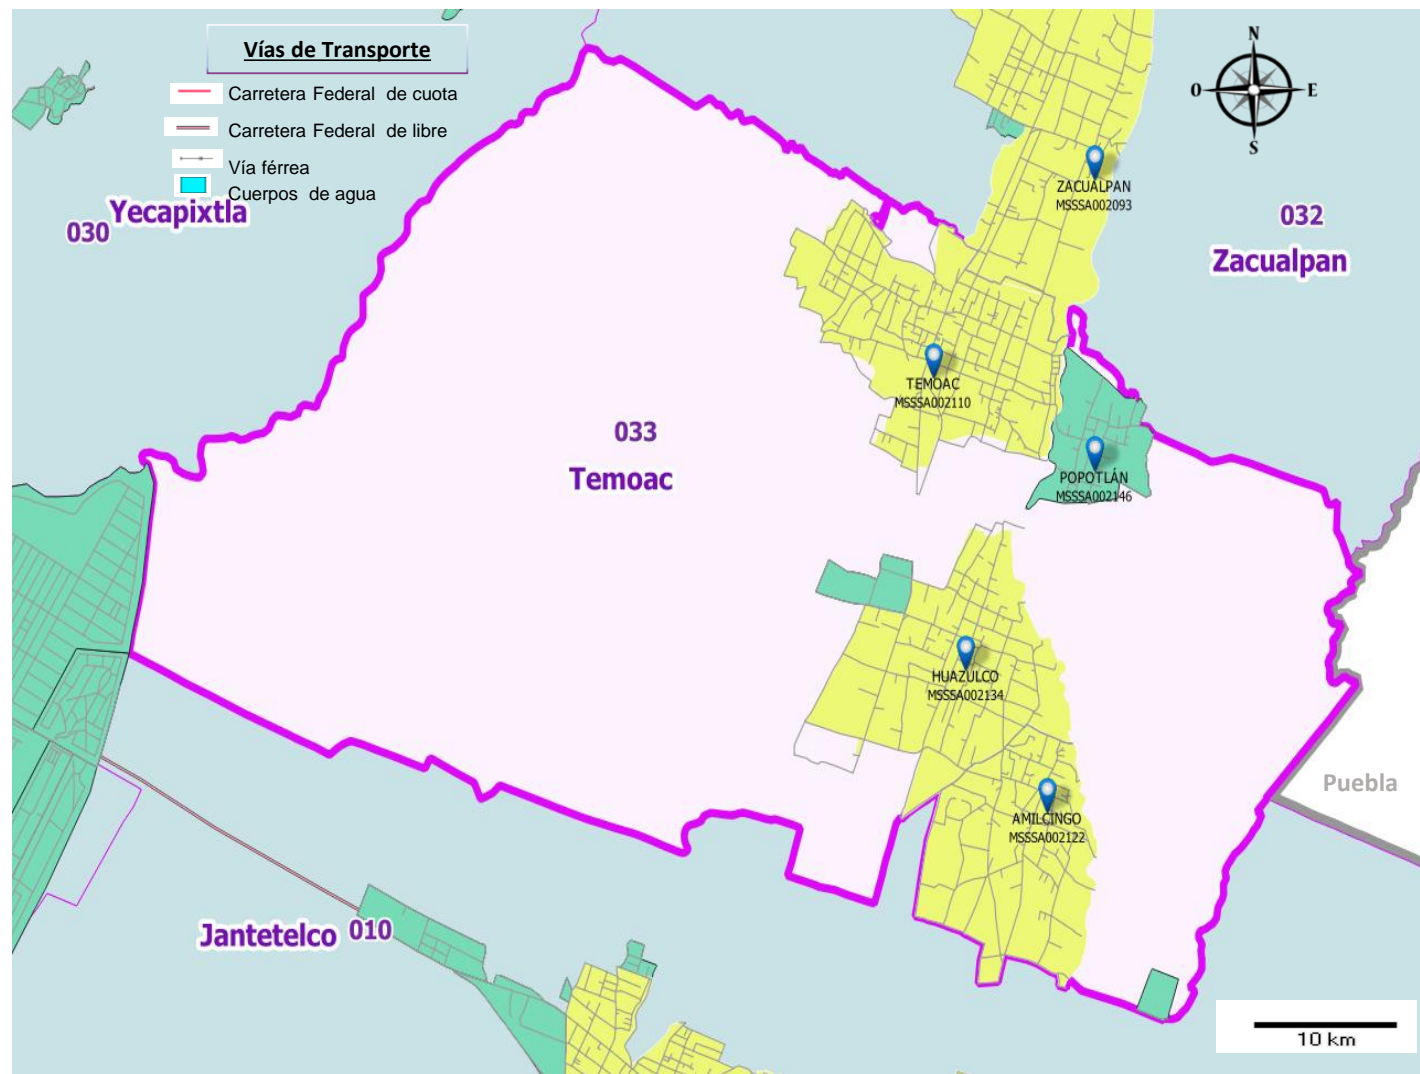 Vías de Transporte
Carretera Federal de cuota
Carretera Federal de libre
Vía férrea
Cuerpos de agua
N
O
E
S
030
Yecapixtla
ZACUALPAN
MSSSA002093
032
Zacualpan
TEMOAC
MSSSA002110
033
Temoac
POPOTLÁN
MSSSA002146
HUAZULCO
MSSSA002134
Puebla
AMILCINGO
MSSSA002122
Jantetelco 010
10 km